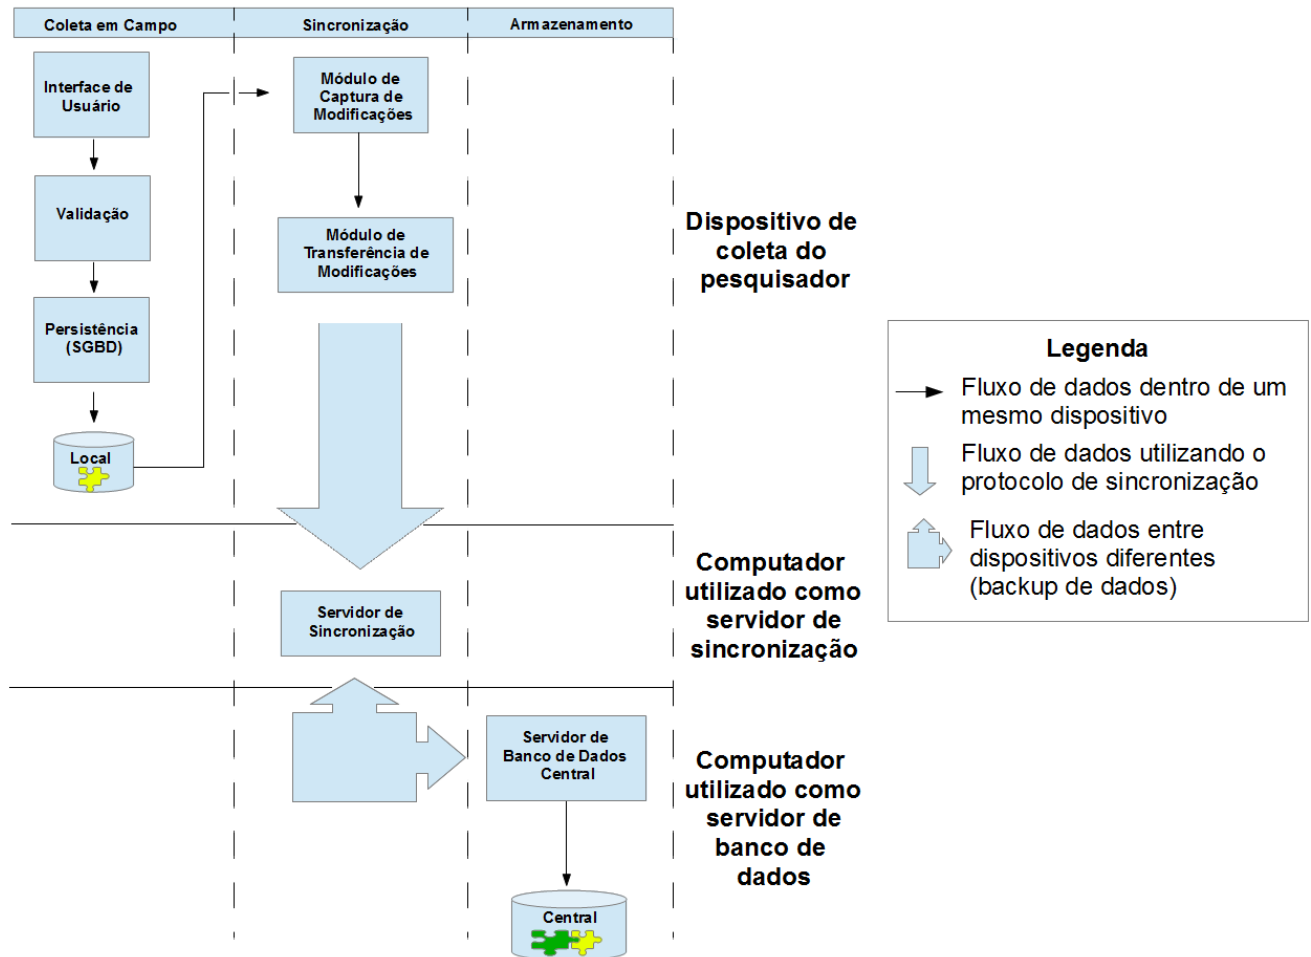 Coleta em Campo
Sincronização
Armazenamento
Interface de
Usuário
Validação
Persistência
(SGBD)
Local
Módulo de
Captura de
Modificações
Módulo de
Transferência de
Modificações
Dispositivo de
coleta do
pesquisador
Servidor de
Sincronização
Computador
utilizado como
servidor de
sincronização
Servidor de
Banco de Dados
Central
Central
Computador
utilizado como
servidor de
banco de
dados
Legenda
Fluxo de dados dentro de um
mesmo dispositivo
Fluxo de dados utilizando o
protocolo de sincronização
Fluxo de dados entre
dispositivos diferentes
(backup de dados)